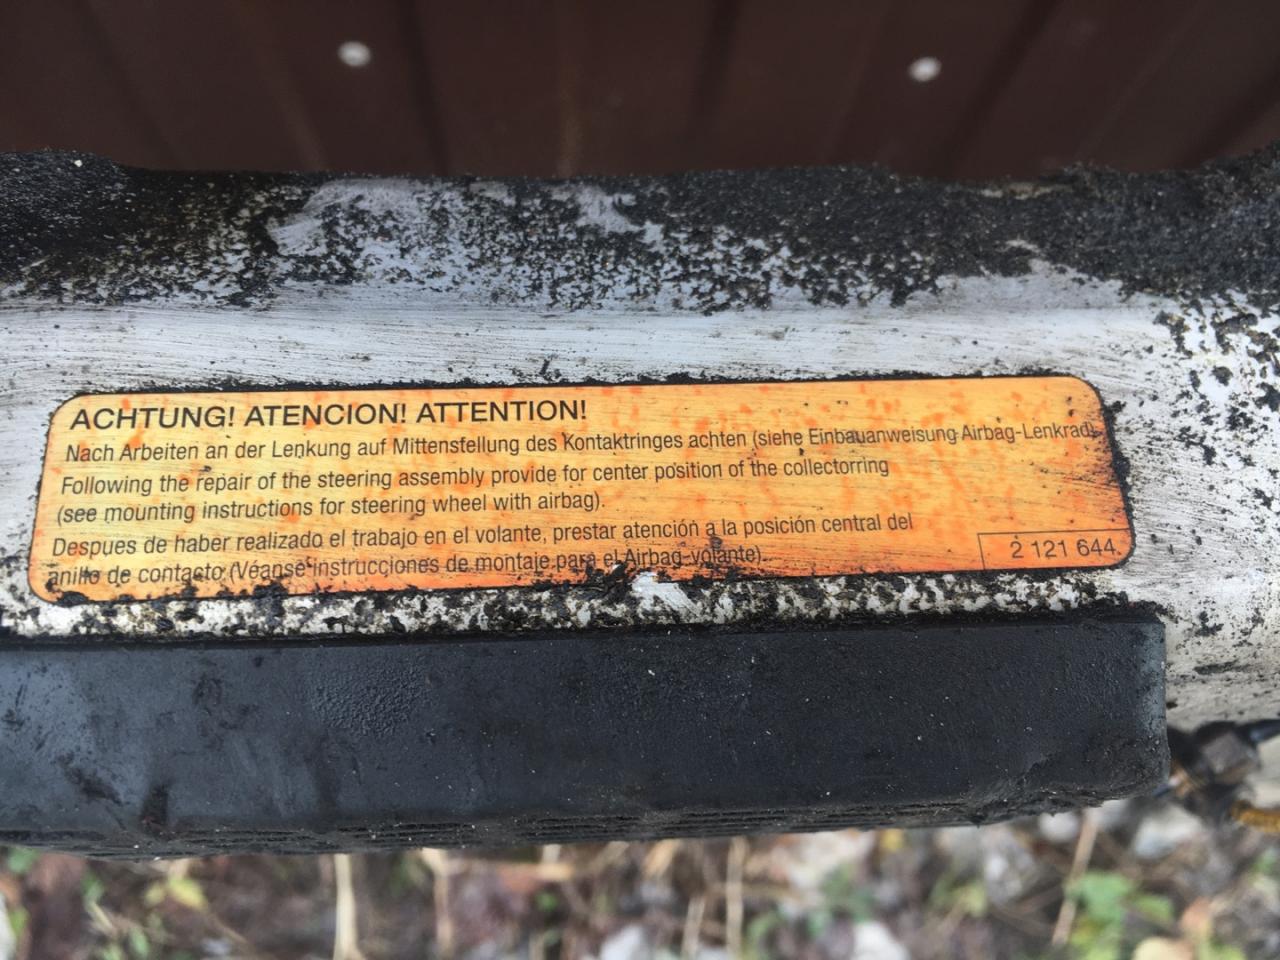 ACHTUNG! ATENCION! ATTENTION!
Nach Arbeiten an der Lenkung auf Mittenstellung des Kontaktringes achten (siehe Einbauanweisung Airbag-Lenkrad).
Following the repair of the steering assembly provide for center position of the collectorring
(see mounting instructions for steering wheel with airbag).
Despues de haber realizado el trabajo en el volante, prestar atención a la posición central del
anillo de contacto (Véanse instrucciones de montaje para el Airbag-volante).
2 121 644